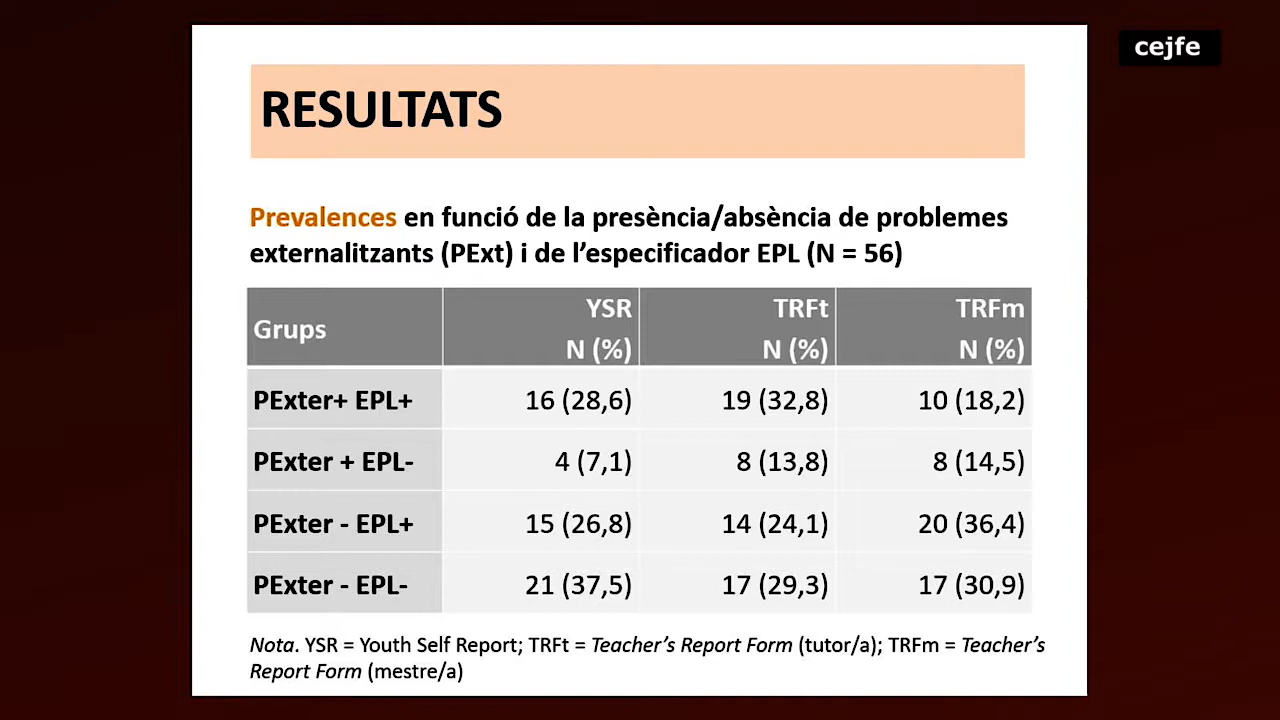 cejfe
RESULTATS
Prevalences en funció de la presència/absència de problemes
externalitzants (PExt) i de l’especificador EPL (N = 56)
Grups YSR N (%) TRFt N (%) TRFm N (%)
PExter+ EPL+ 16 (28,6) 19 (32,8) 10 (18,2)
PExter + EPL- 4 (7,1) 8 (13,8) 8 (14,5)
PExter - EPL+ 15 (26,8) 14 (24,1) 20 (36,4)
PExter - EPL- 21 (37,5) 17 (29,3) 17 (30,9)
Nota. YSR = Youth Self Report; TRFt = Teacher’s Report Form (tutor/a); TRFm = Teacher’s
Report Form (mestre/a)